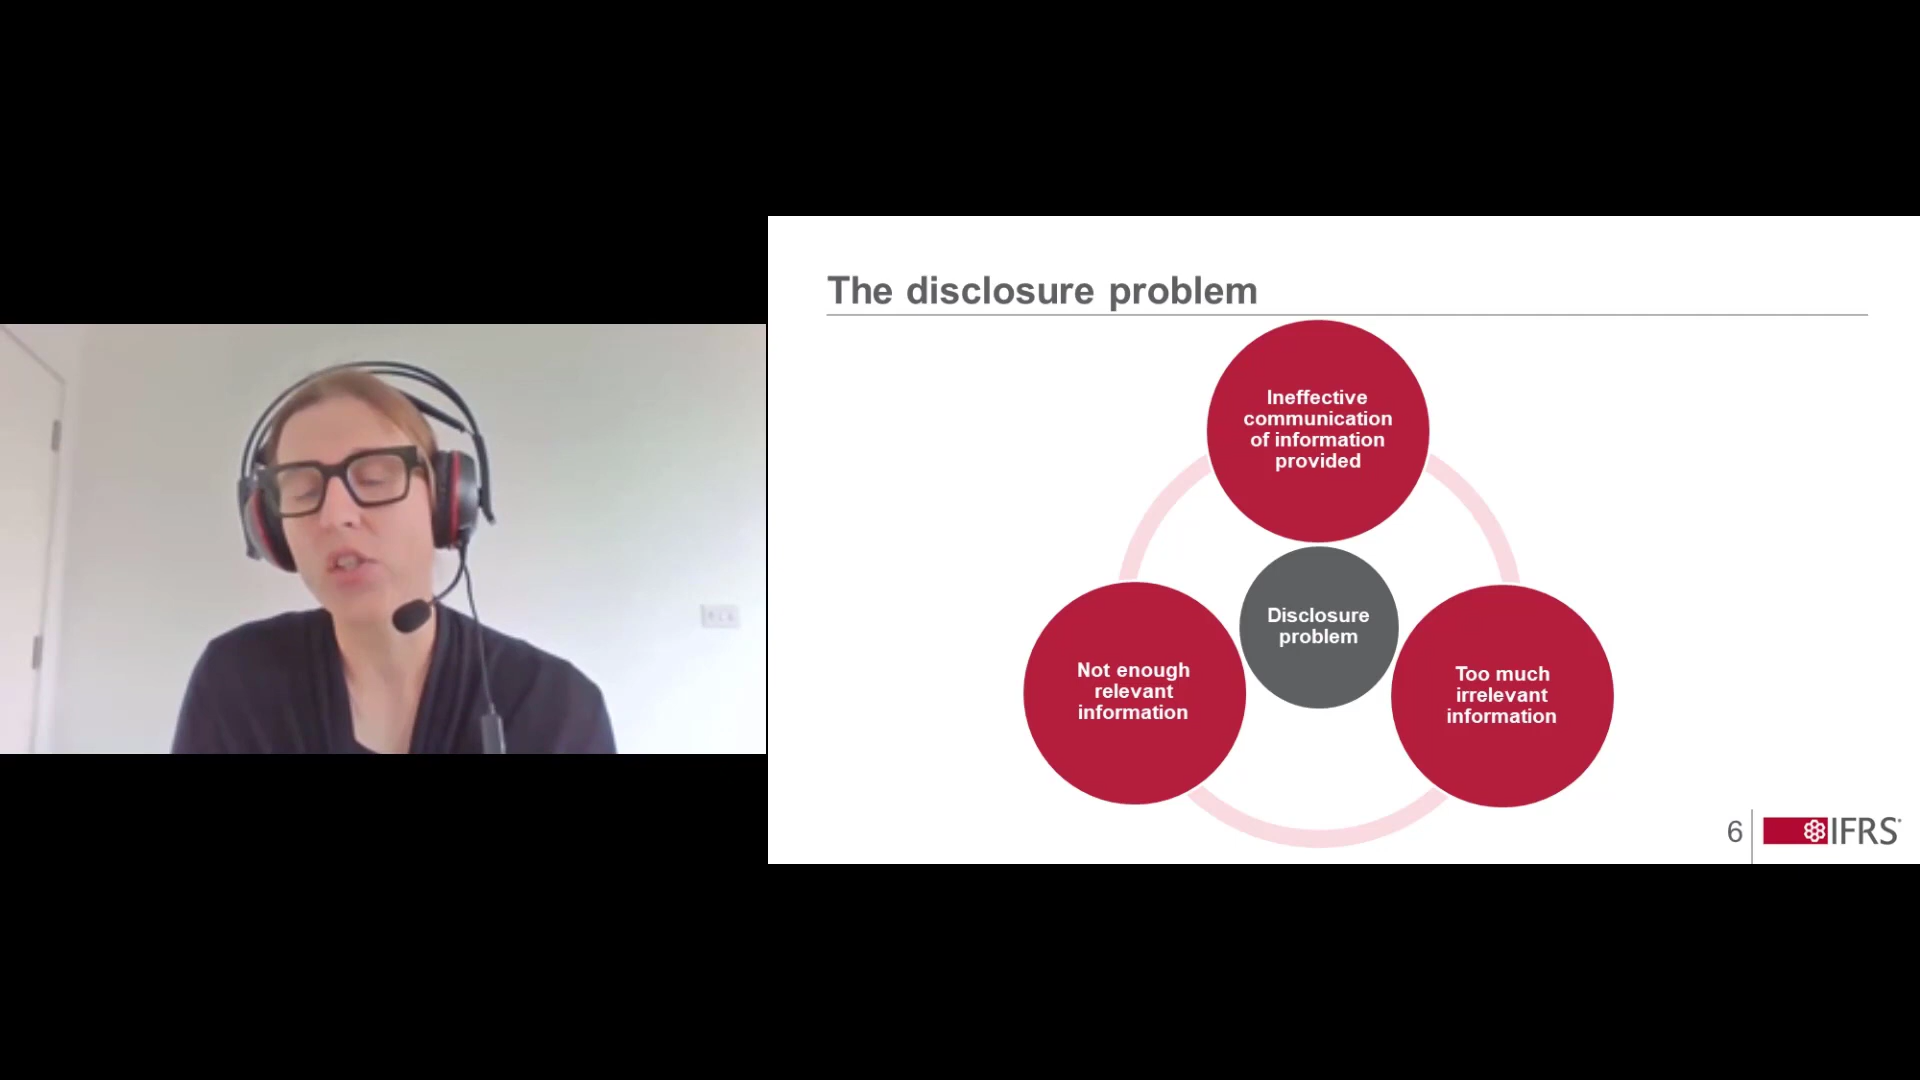 The disclosure problem
Ineffective
communication
of information
provided
Disclosure
problem
Not enough
relevant
information
Too much
irrelevant
information
6
IFRS